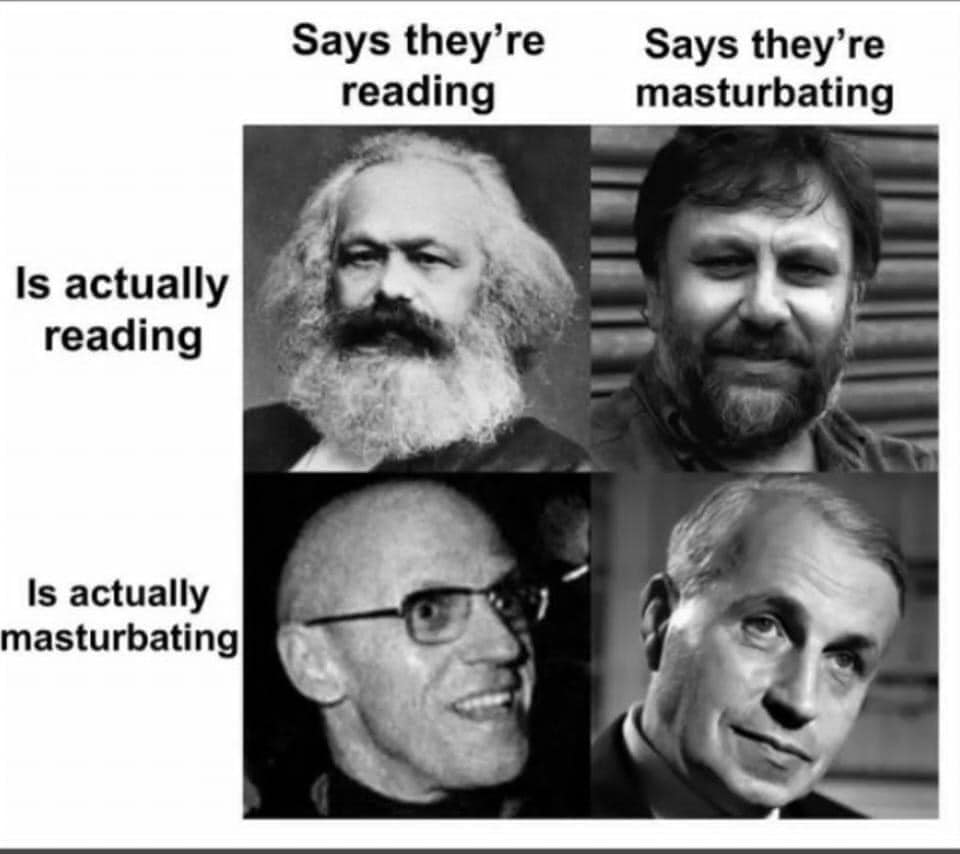 Says they're
reading
Says they're
masturbating
Is actually
reading
Is actually
masturbating